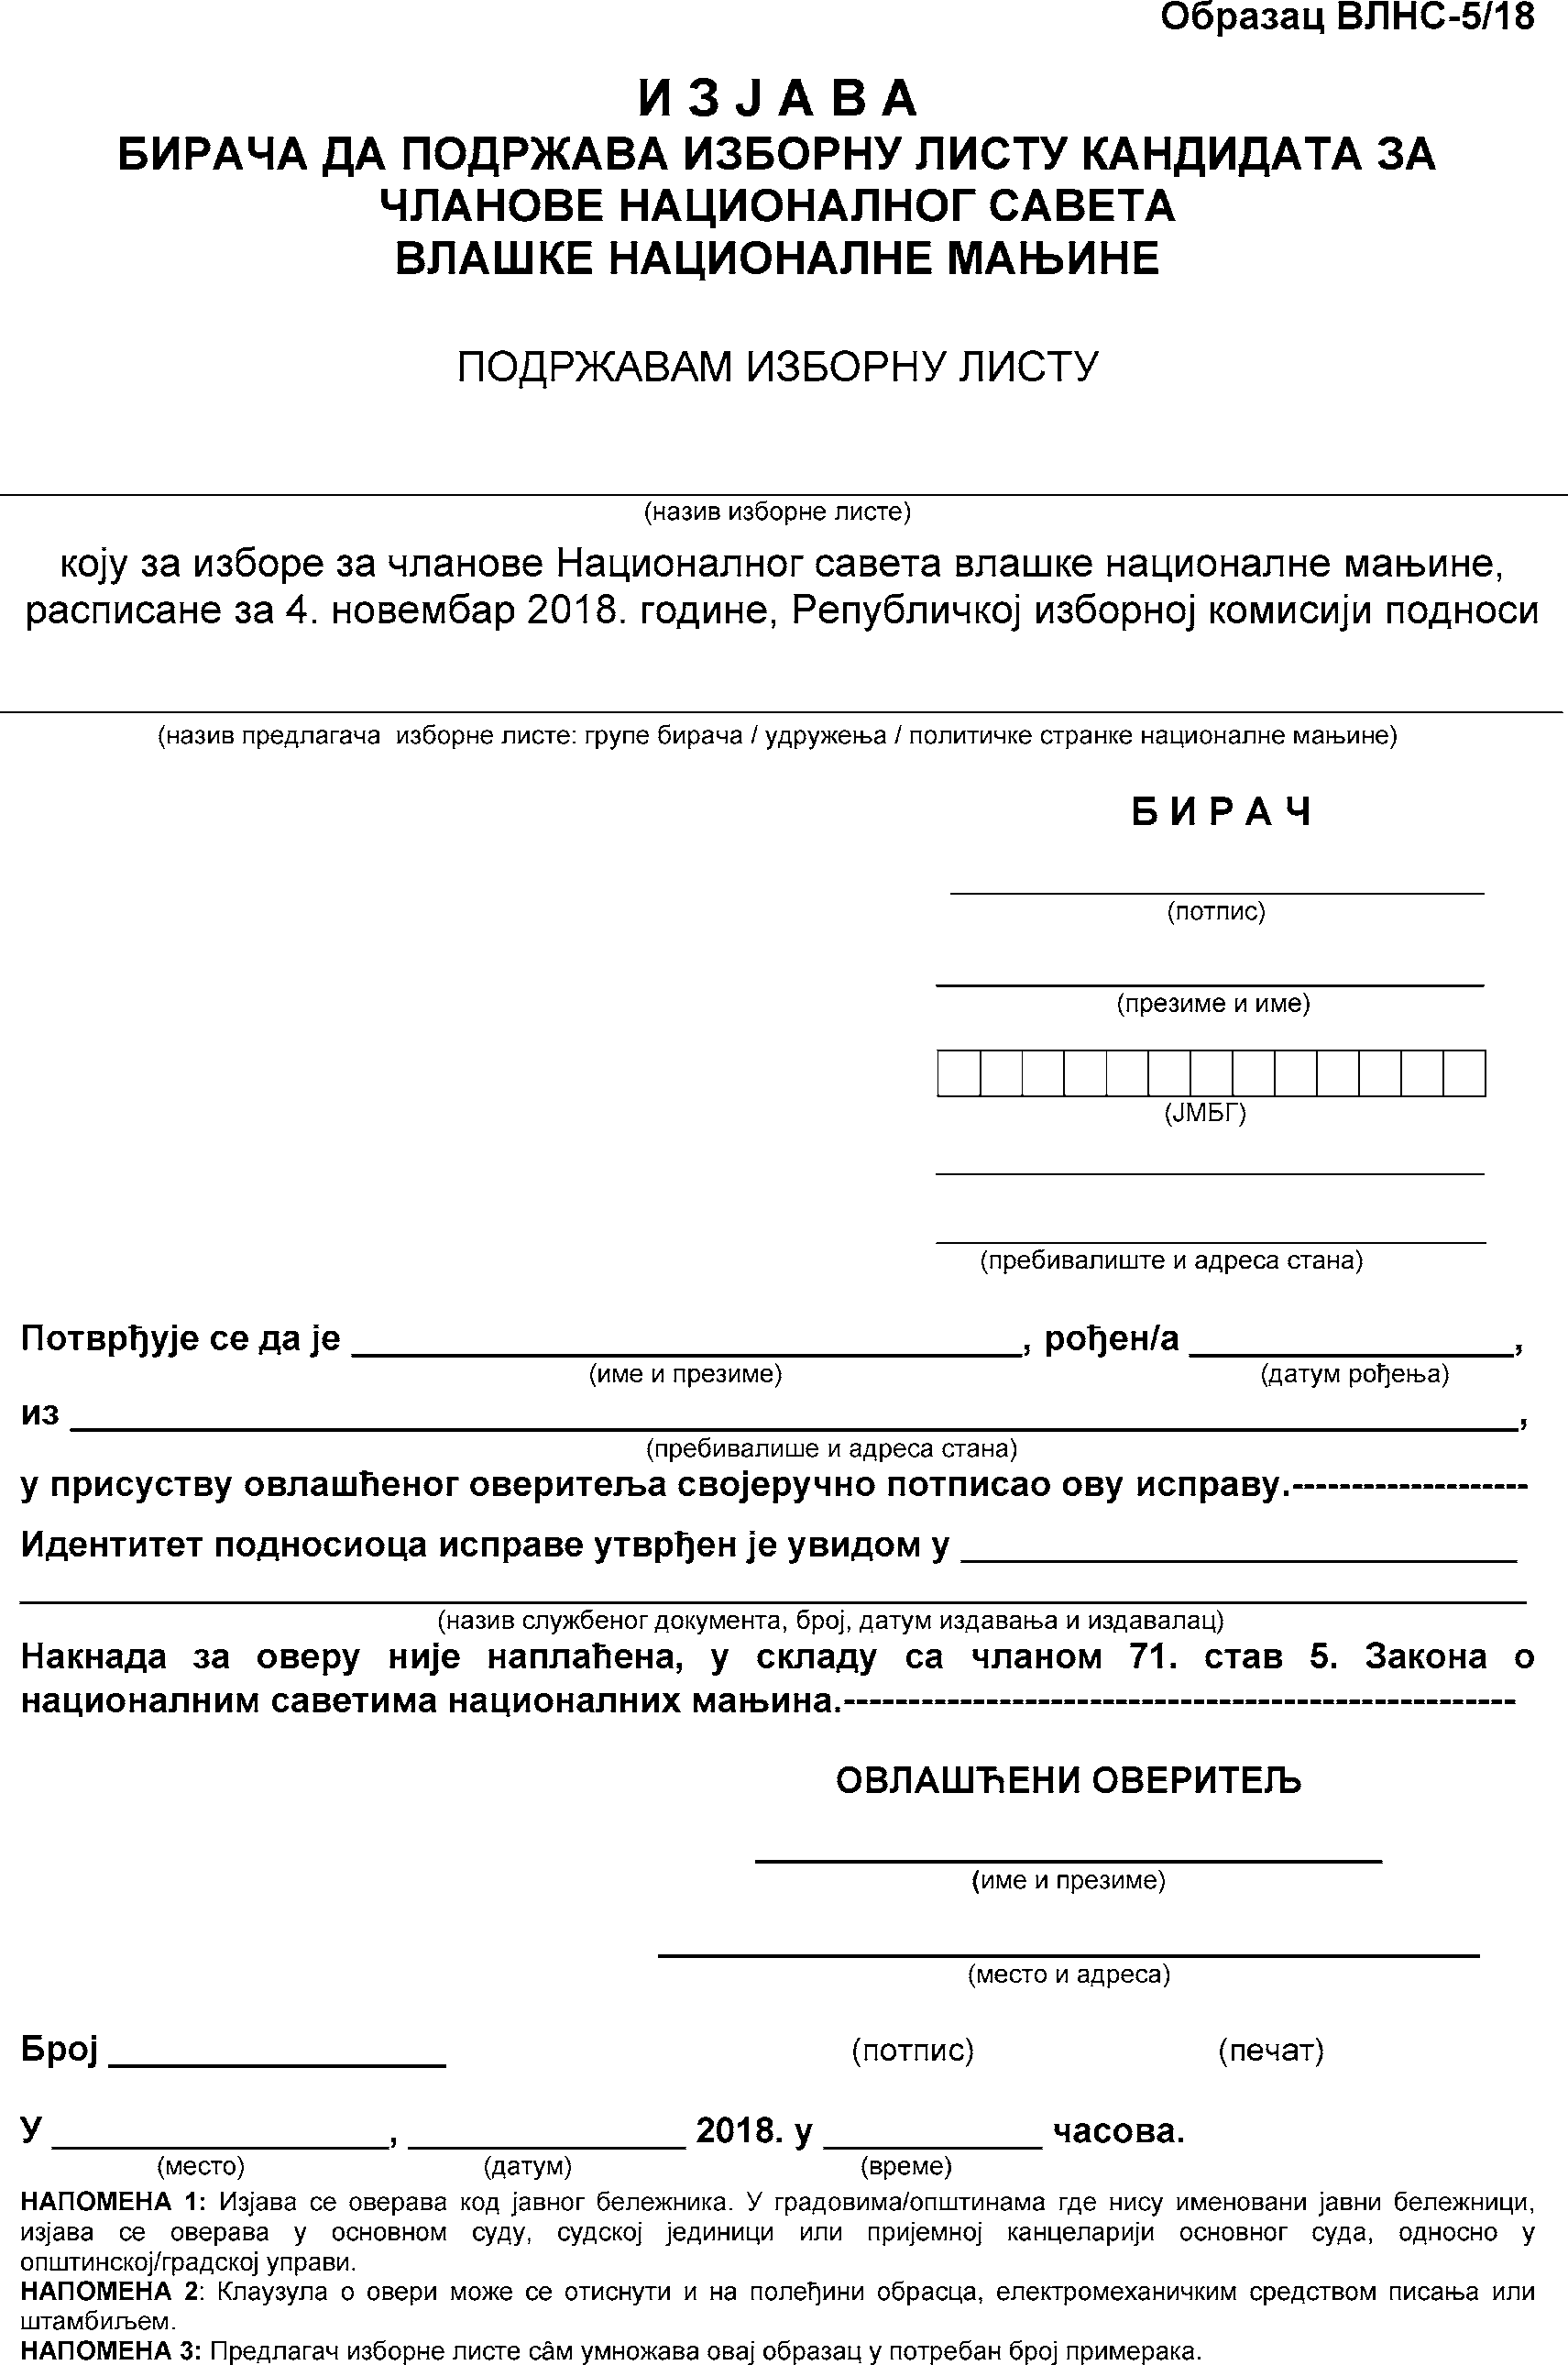 Образац ВЛНС-5/18
И З Ј А В А
БИРАЧА ДА ПОДРЖАВА ИЗБОРНУ ЛИСТУ КАНДИДАТА ЗА
ЧЛАНОВЕ НАЦИОНАЛНОГ САВЕТА
ВЛАШКЕ НАЦИОНАЛНЕ МАЊИНЕ
ПОДРЖАВАМ ИЗБОРНУ ЛИСТУ
(назив изборне листе)
коју за изборе за чланове Националног савета влашке националне мањине,
расписане за 4. новембар 2018. године, Републичкој изборној комисији подноси
(назив предлагача изборне листе: групе бирача / удружења / политичке странке националне мањине)
Б И Р А Ч
(потпис)
(презиме и име)
(ЈМБГ)
(пребивалиште и адреса стана)
Потврђује се да је ____________, рођен/а ____________,
(име и презиме) (датум рођења)
из ____________,
(пребивалише и адреса стана)
у присуству овлашћеног оверитеља својеручно потписао ову исправу.--------------------
Идентитет подносиоца исправе утврђен је увидом у ____________
(назив службеног документа, број, датум издавања и издавалац)
Накнада за оверу није наплаћена, у складу са чланом 71. став 5. Закона о
националним саветима националних мањина.----------------------------------------------------
ОВЛАШЋЕНИ ОВЕРИТЕЉ
(име и презиме)
(место и адреса)
Број ____________ (потпис) (печат)
У ____________, ____________ 2018. у ____________ часова.
(место) (датум) (време)
НАПОМЕНА 1: Изјава се оверава код јавног бележника. У градовима/општинама где нису именовани јавни бележници,
изјава се оверава у основном суду, судској јединици или пријемној канцеларији основног суда, односно у
општинској/градској управи.
НАПОМЕНА 2: Клаузула о овери може се отиснути и на полеђини обрасца, електромеханичким средством писања или
штамбиљем.
НАПОМЕНА 3: Предлагач изборне листе сâм умножава овај образац у потребан број примерака.